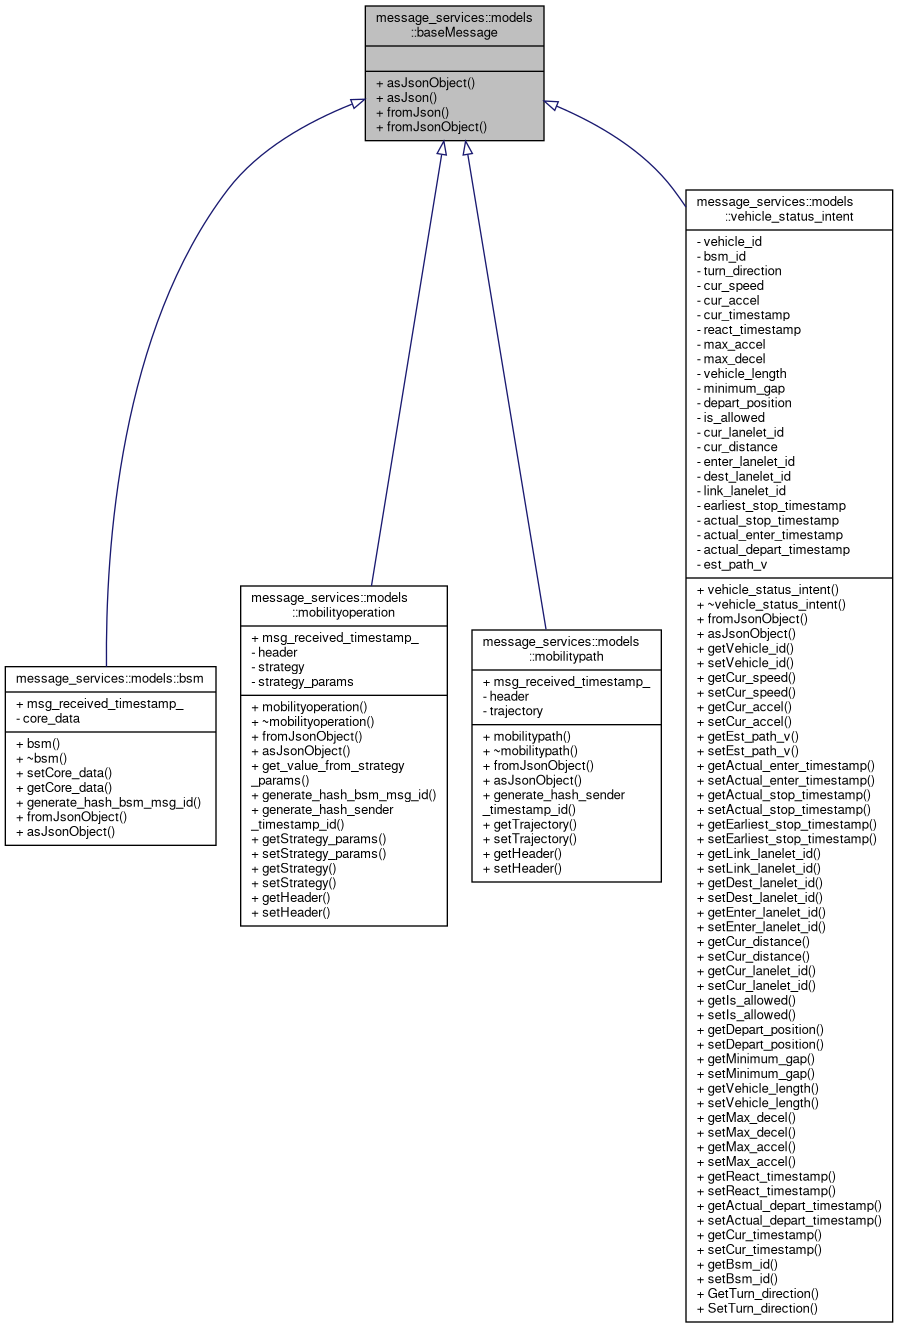 message_services::models
::baseMessage
+ asJsonObject()
+ asJson()
+ fromJson()
+ fromJsonObject()
message_services::models::bsm
+ msg_received_timestamp_
- core_data
+ bsm()
+ ~bsm()
+ setCore_data()
+ getCore_data()
+ generate_hash_bsm_msg_id()
+ fromJsonObject()
+ asJsonObject()
message_services::models
::mobilityoperation
+ msg_received_timestamp_
- header
- strategy
- strategy_params
+ mobilityoperation()
+ ~mobilityoperation()
+ fromJsonObject()
+ asJsonObject()
+ get_value_from_strategy
_params()
+ generate_hash_bsm_msg_id()
+ generate_hash_sender
_timestamp_id()
+ getStrategy_params()
+ setStrategy_params()
+ getStrategy()
+ setStrategy()
+ getHeader()
+ setHeader()
message_services::models
::mobilitypath
+ msg_received_timestamp_
- header
- trajectory
+ mobilitypath()
+ ~mobilitypath()
+ fromJsonObject()
+ asJsonObject()
+ generate_hash_sender
_timestamp_id()
+ getTrajectory()
+ setTrajectory()
+ getHeader()
+ setHeader()
message_services::models
::vehicle_status_intent
- vehicle_id
- bsm_id
- turn_direction
- cur_speed
- cur_accel
- cur_timestamp
- react_timestamp
- max_accel
- max_decel
- vehicle_length
- minimum_gap
- depart_position
- is_allowed
- cur_lanelet_id
- cur_distance
- enter_lanelet_id
- dest_lanelet_id
- link_lanelet_id
- earliest_stop_timestamp
- actual_stop_timestamp
- actual_enter_timestamp
- actual_depart_timestamp
- est_path_v
+ vehicle_status_intent()
+ ~vehicle_status_intent()
+ fromJsonObject()
+ asJsonObject()
+ getVehicle_id()
+ setVehicle_id()
+ getCur_speed()
+ setCur_speed()
+ getCur_accel()
+ setCur_accel()
+ getEst_path_v()
+ setEst_path_v()
+ getActual_enter_timestamp()
+ setActual_enter_timestamp()
+ getActual_stop_timestamp()
+ setActual_stop_timestamp()
+ getEarliest_stop_timestamp()
+ setEarliest_stop_timestamp()
+ getLink_lanelet_id()
+ setLink_lanelet_id()
+ getDest_lanelet_id()
+ setDest_lanelet_id()
+ getEnter_lanelet_id()
+ setEnter_lanelet_id()
+ getCur_distance()
+ setCur_distance()
+ getCur_lanelet_id()
+ setCur_lanelet_id()
+ getIs_allowed()
+ setIs_allowed()
+ getDepart_position()
+ setDepart_position()
+ getMinimum_gap()
+ setMinimum_gap()
+ getVehicle_length()
+ setVehicle_length()
+ getMax_decel()
+ setMax_decel()
+ getMax_accel()
+ setMax_accel()
+ getReact_timestamp()
+ setReact_timestamp()
+ getActual_depart_timestamp()
+ setActual_depart_timestamp()
+ getCur_timestamp()
+ setCur_timestamp()
+ getBsm_id()
+ setBsm_id()
+ GetTurn_direction()
+ SetTurn_direction()